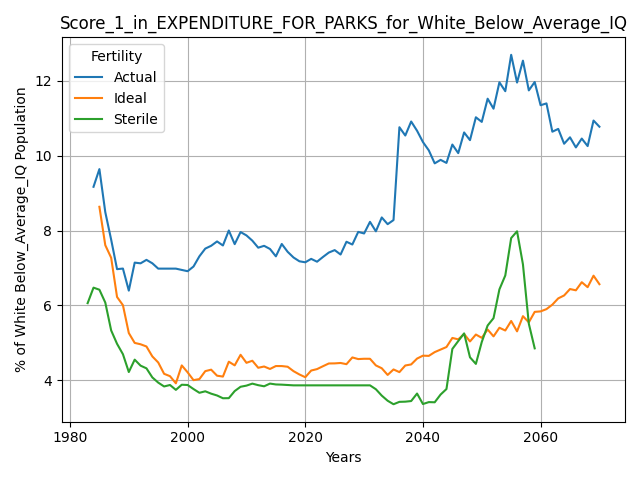 Score_1_in_EXPENDITURE_FOR_PARKS_for_White_Below_Average_IQ
Fertility
Actual
Ideal
Sterile
% of White Below_Average_IQ Population
12
10
8
6
4
1980
2000
2020
2040
2060
Years